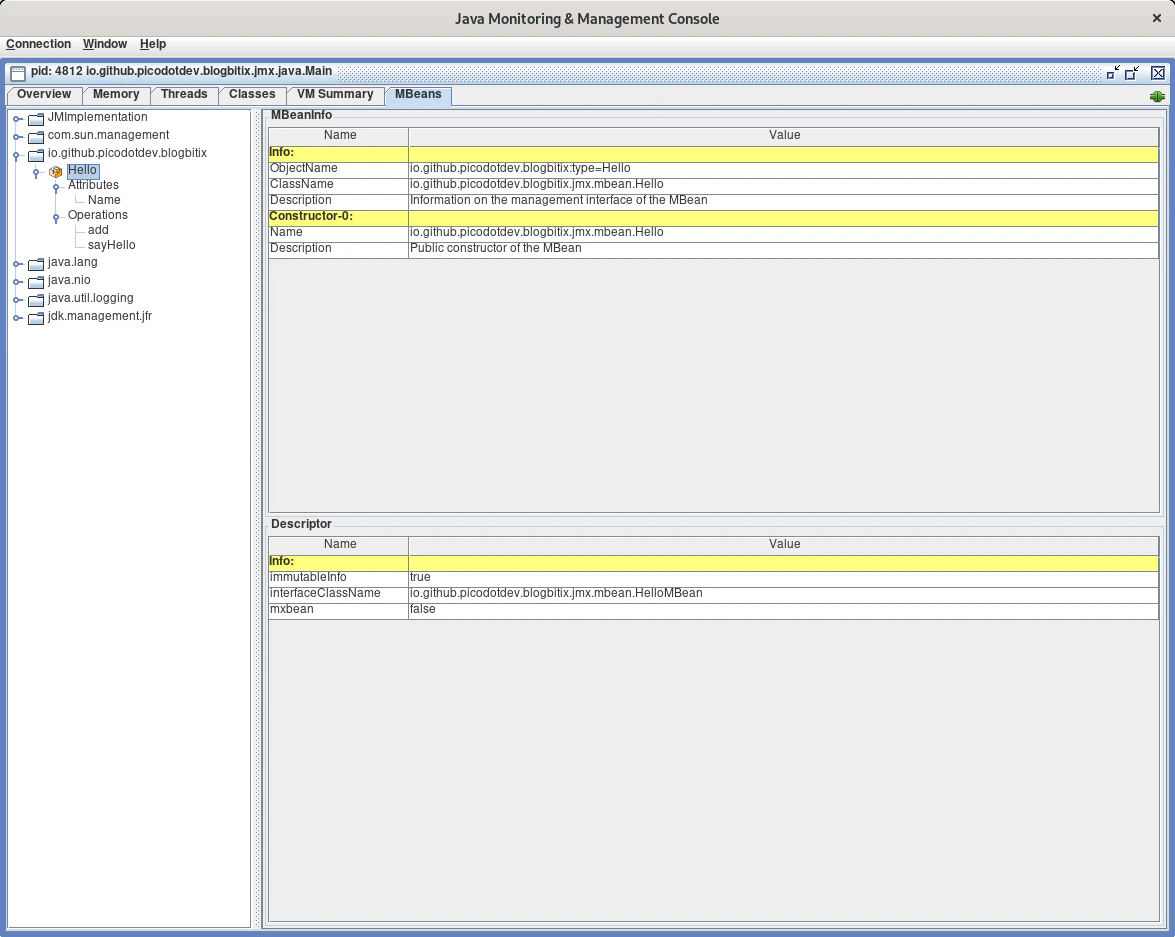 Java Monitoring & Management Console
Connection Window Help
pid: 4812 io.github.picodotdev.blogbitix.jmx.java.Main
Overview Memory Threads Classes VM Summary MBeans
JMImplementation
com.sun.management
io.github.picodotdev.blogbitix
Hello
Attributes
Name
Operations
add
sayHello
java.lang
java.nio
java.util.logging
jdk.management.jfr
MBeanInfo
Name Value
Info:
ObjectName io.github.picodotdev.blogbitix:type=Hello
ClassName io.github.picodotdev.blogbitix.jmx.mbean.Hello
Description Information on the management interface of the MBean
Constructor-0:
Name io.github.picodotdev.blogbitix.jmx.mbean.Hello
Description Public constructor of the MBean
Descriptor
Name Value
Info:
immutableInfo true
interfaceClassName io.github.picodotdev.blogbitix.jmx.mbean.HelloMBean
mxbean false